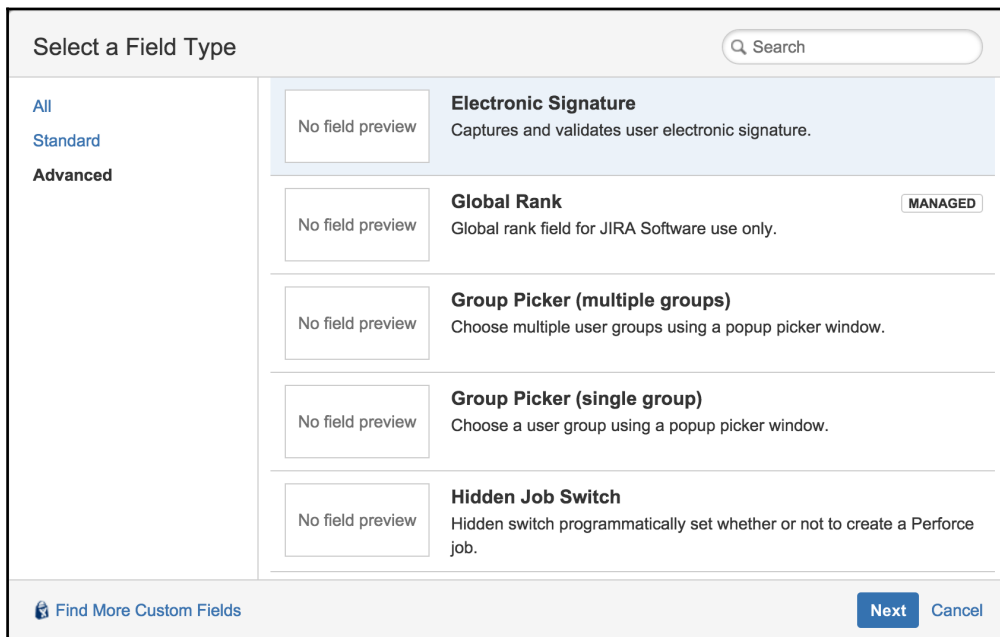 Select a Field Type
Search
All
Standard
Advanced
No field preview
Electronic Signature
Captures and validates user electronic signature.
No field preview
Global Rank
MANAGED
Global rank field for JIRA Software use only.
No field preview
Group Picker (multiple groups)
Choose multiple user groups using a popup picker window.
No field preview
Group Picker (single group)
Choose a user group using a popup picker window.
No field preview
Hidden Job Switch
Hidden switch programmatically set whether or not to create a Perforce
job.
Find More Custom Fields
Next
Cancel